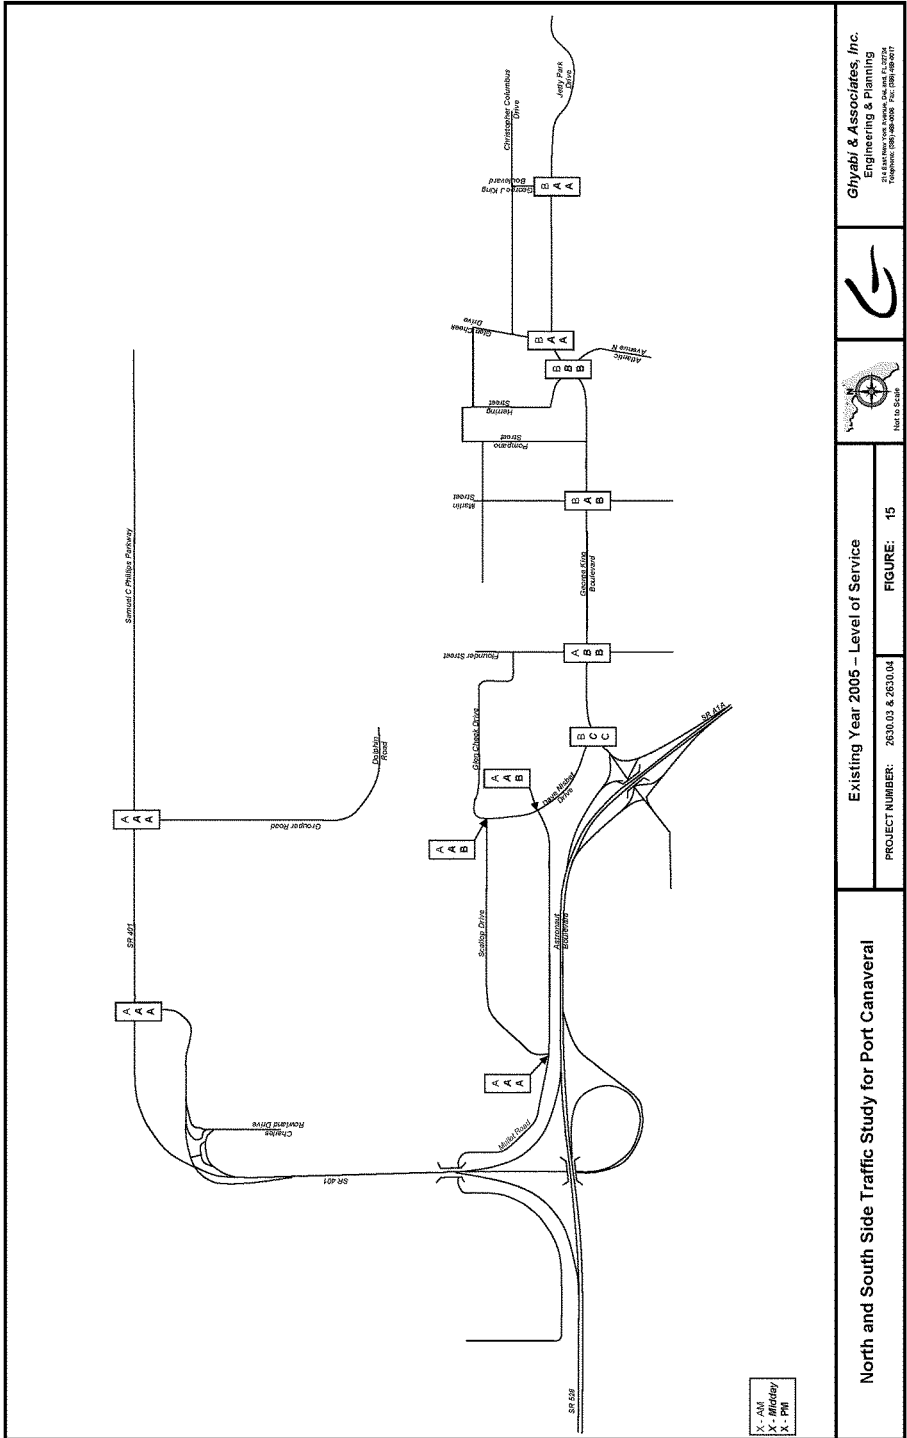 Samuel C Phillips Parkway
SR 401
A
A
A
A
A
A
Grouper Road
Dolphin
Road
Charles
Rowland Drive
SR 401
Mullet Road
A
A
A
Scallop Drive
A
A
B
Glen Cheek Drive
A
A
B
Dave Nisbet
Drive
Astronaut
Boulevard
SR 528
SR A1A
B
C
C
Flounder Street
A
B
B
George King
Boulevard
Marlin
Street
B
A
B
Pompano
Street
Herring
Street
Glen Cheek
Drive
B
B
B
Atlantic
Avenue N
B
A
A
Christopher Columbus
Drive
George J King
Boulevard
B
A
A
Jetty Park
Drive
X - AM
X - Midday
X - PM
North and South Side Traffic Study for Port Canaveral
Existing Year 2005 – Level of Service
PROJECT NUMBER: 2630.03 & 2630.04
FIGURE: 15
N
Not to Scale
Ghyabi & Associates, Inc.
Engineering & Planning